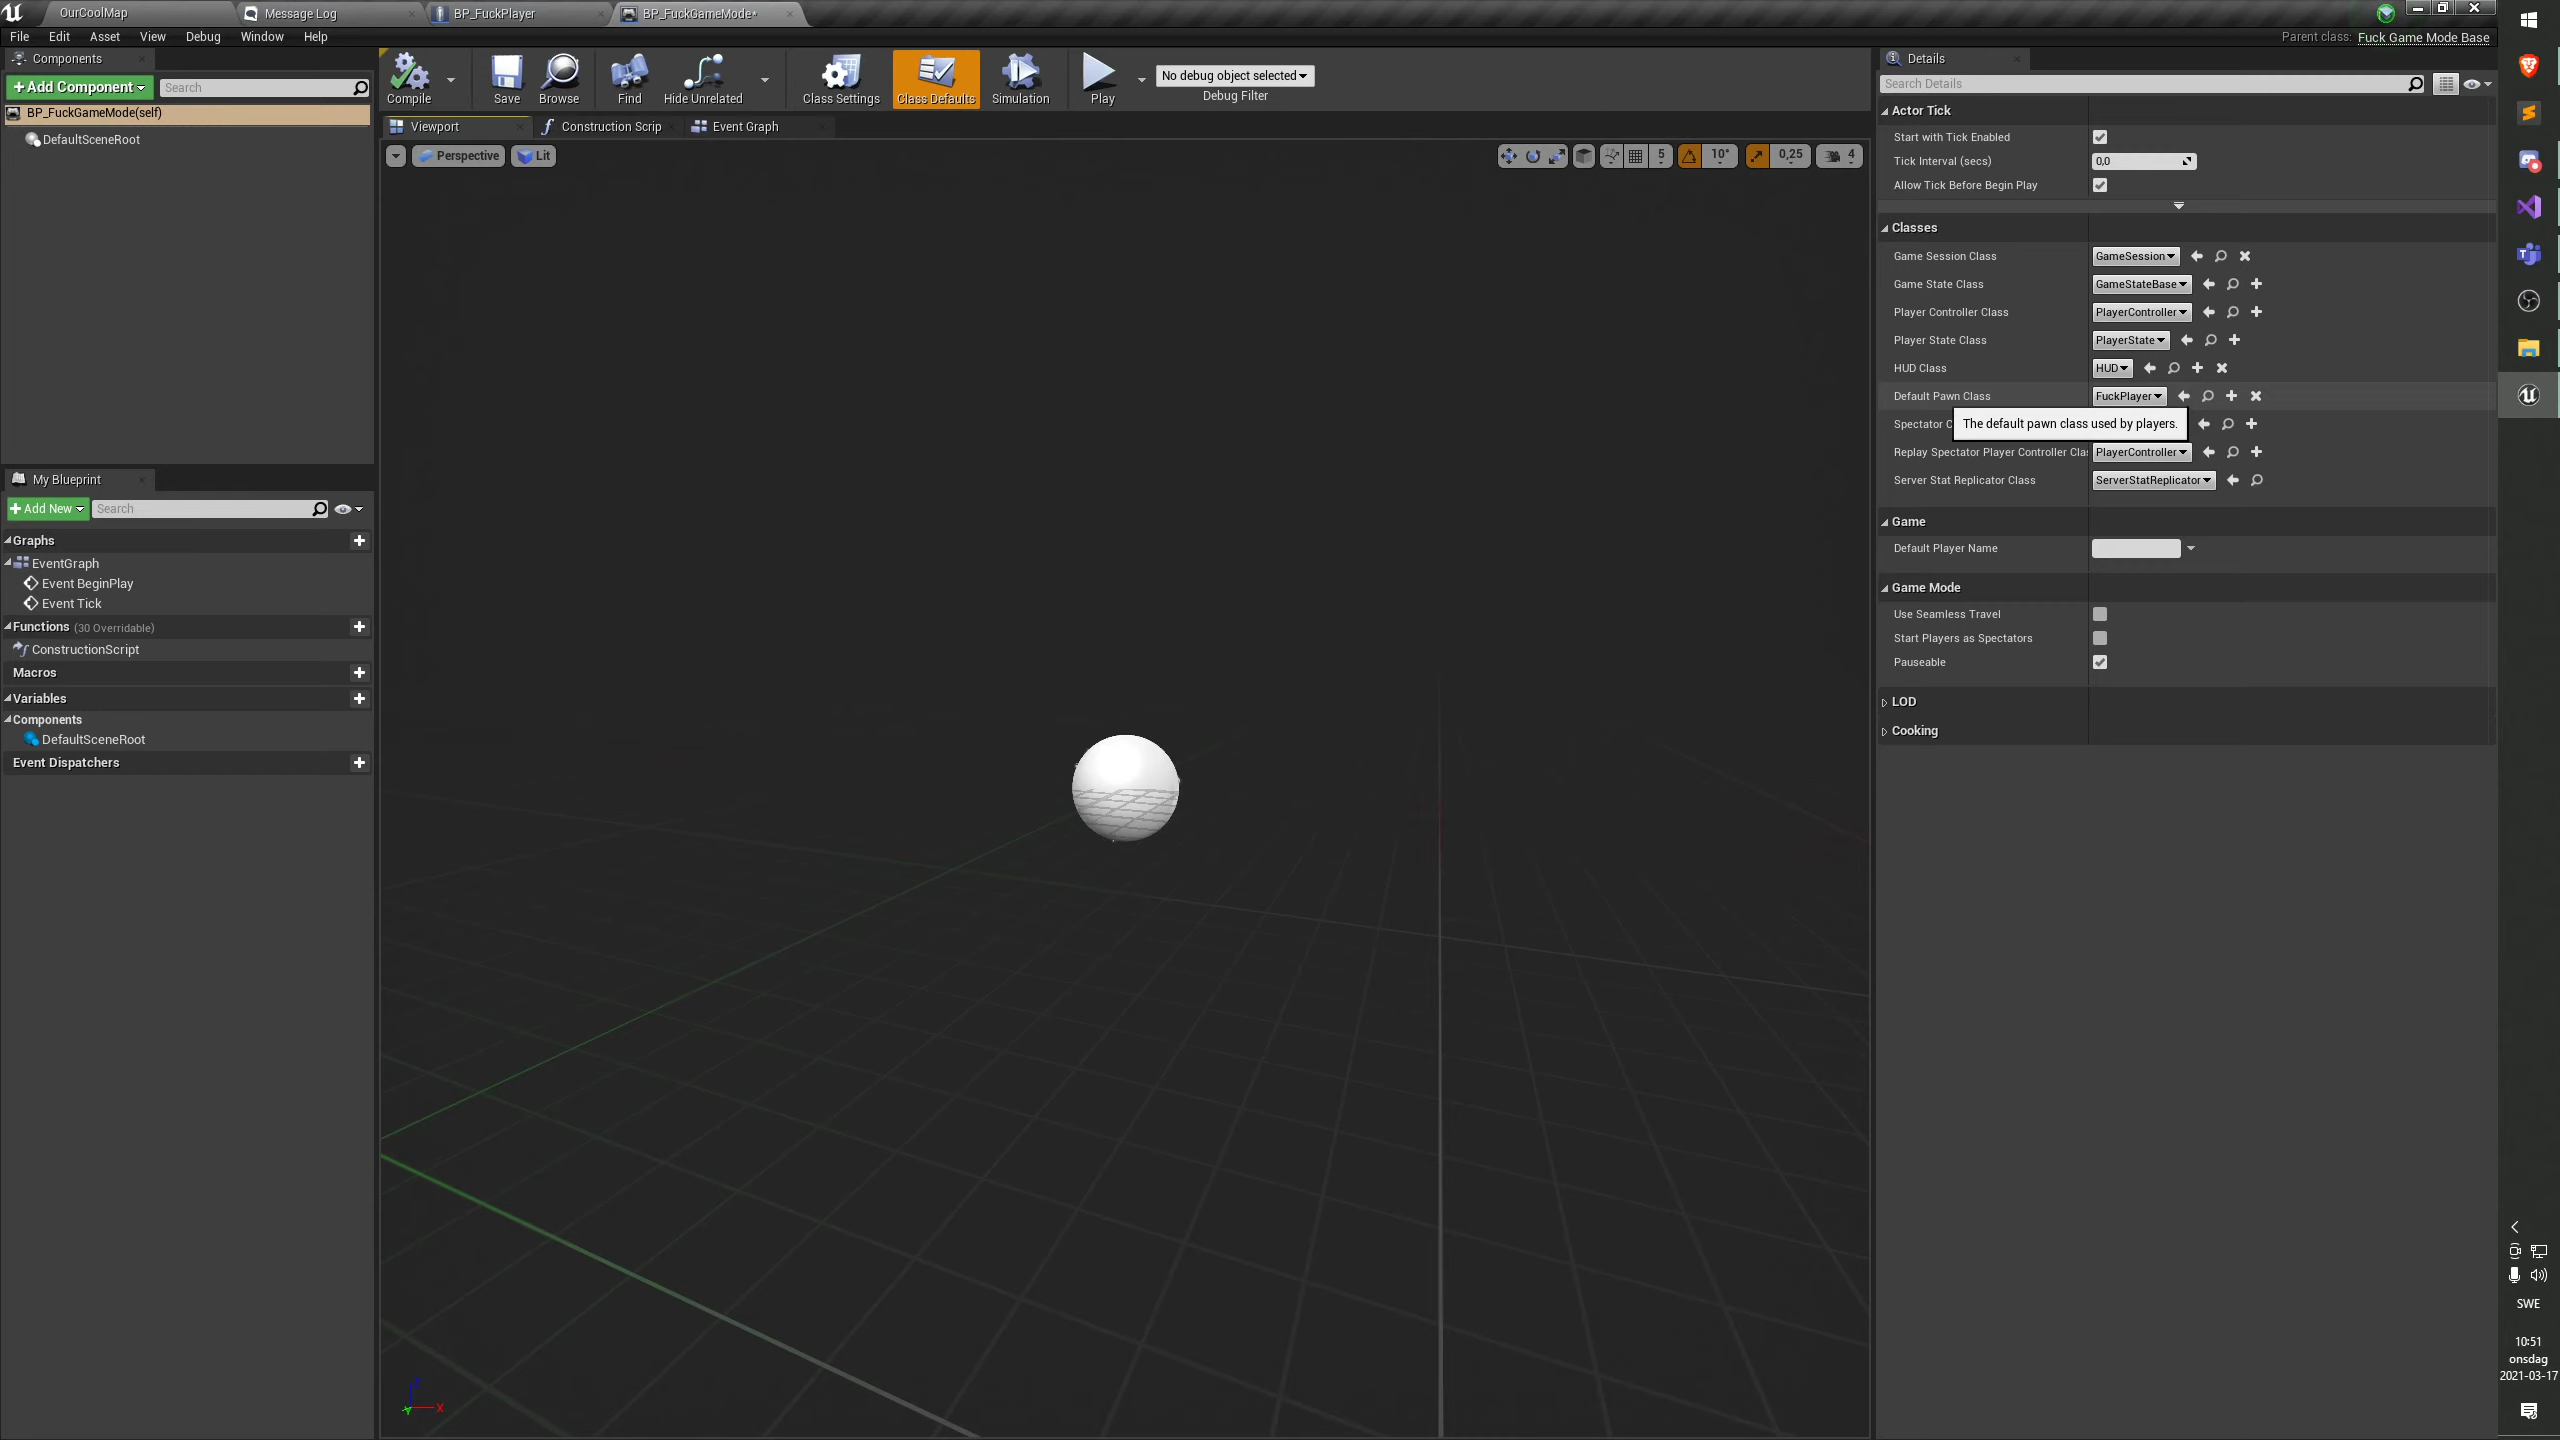 OurCoolMap
Message Log
BP_FuckPlayer
BP_FuckGameMode*
File Edit Asset View Debug Window Help
Parent class: Fuck Game Mode Base
Components
+Add Component
Search
BP_FuckGameMode(self)
DefaultSceneRoot
Compile
Save
Browse
Find
Hide Unrelated
Class Settings
Class Defaults
Simulation
Play
No debug object selected
Debug Filter
Viewport
Construction Scrip
Event Graph
Perspective
Lit
5
10°
0,25
4
My Blueprint
+Add New
Search
Graphs
EventGraph
Event BeginPlay
Event Tick
Functions (30 Overridable)
ConstructionScript
Macros
Variables
Components
DefaultSceneRoot
Event Dispatchers
Z
Y
X
Details
Search Details
Actor Tick
Start with Tick Enabled
Tick Interval (secs) 0,0
Allow Tick Before Begin Play
Classes
Game Session Class GameSession
Game State Class GameStateBase
Player Controller Class PlayerController
Player State Class PlayerState
HUD Class HUD
Default Pawn Class FuckPlayer
Spectator C
The default pawn class used by players.
Replay Spectator Player Controller Clas PlayerController
Server Stat Replicator Class ServerStatReplicator
Game
Default Player Name
Game Mode
Use Seamless Travel
Start Players as Spectators
Pauseable
LOD
Cooking
SWE
10:51
onsdag
2021-03-17